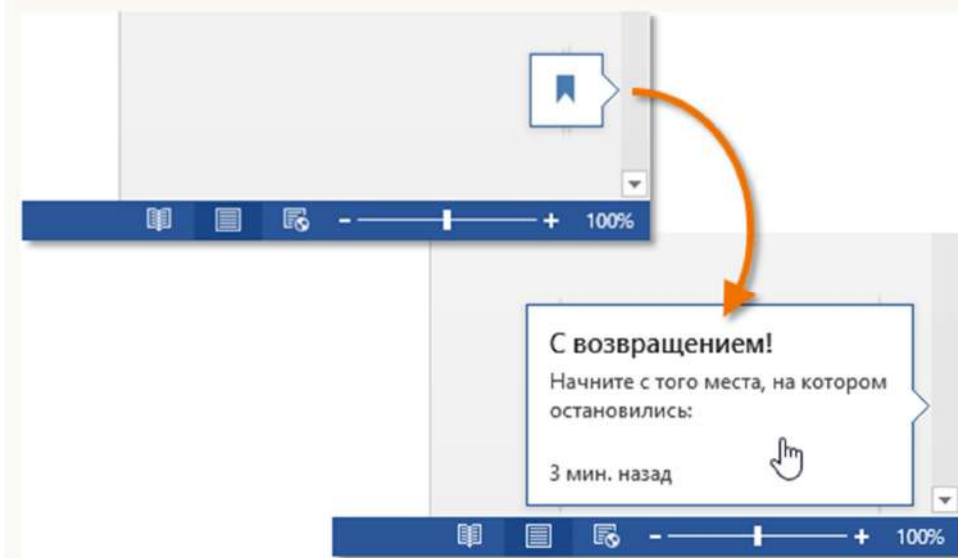 - + 100%
С возвращением!
Начните с того места, на котором
остановились:
3 мин. назад
- + 100%